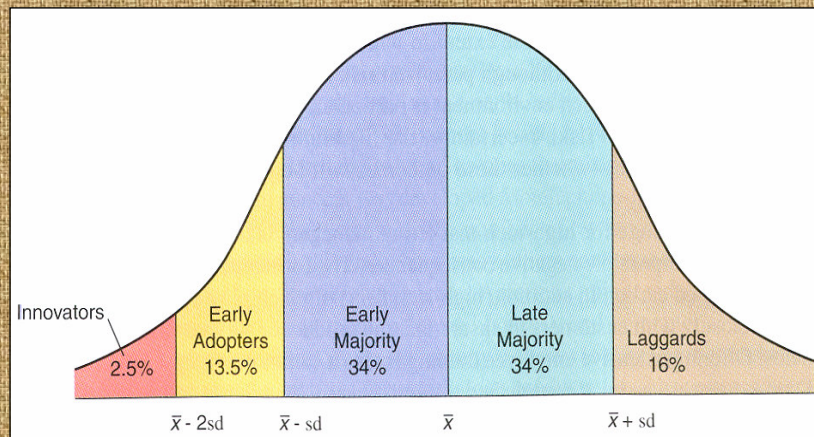 Innovators
2.5%
Early
Adopters
13.5%
Early
Majority
34%
Late
Majority
34%
Laggards
16%
x̅ - 2sd
x̅ - sd
x̅
x̅ + sd